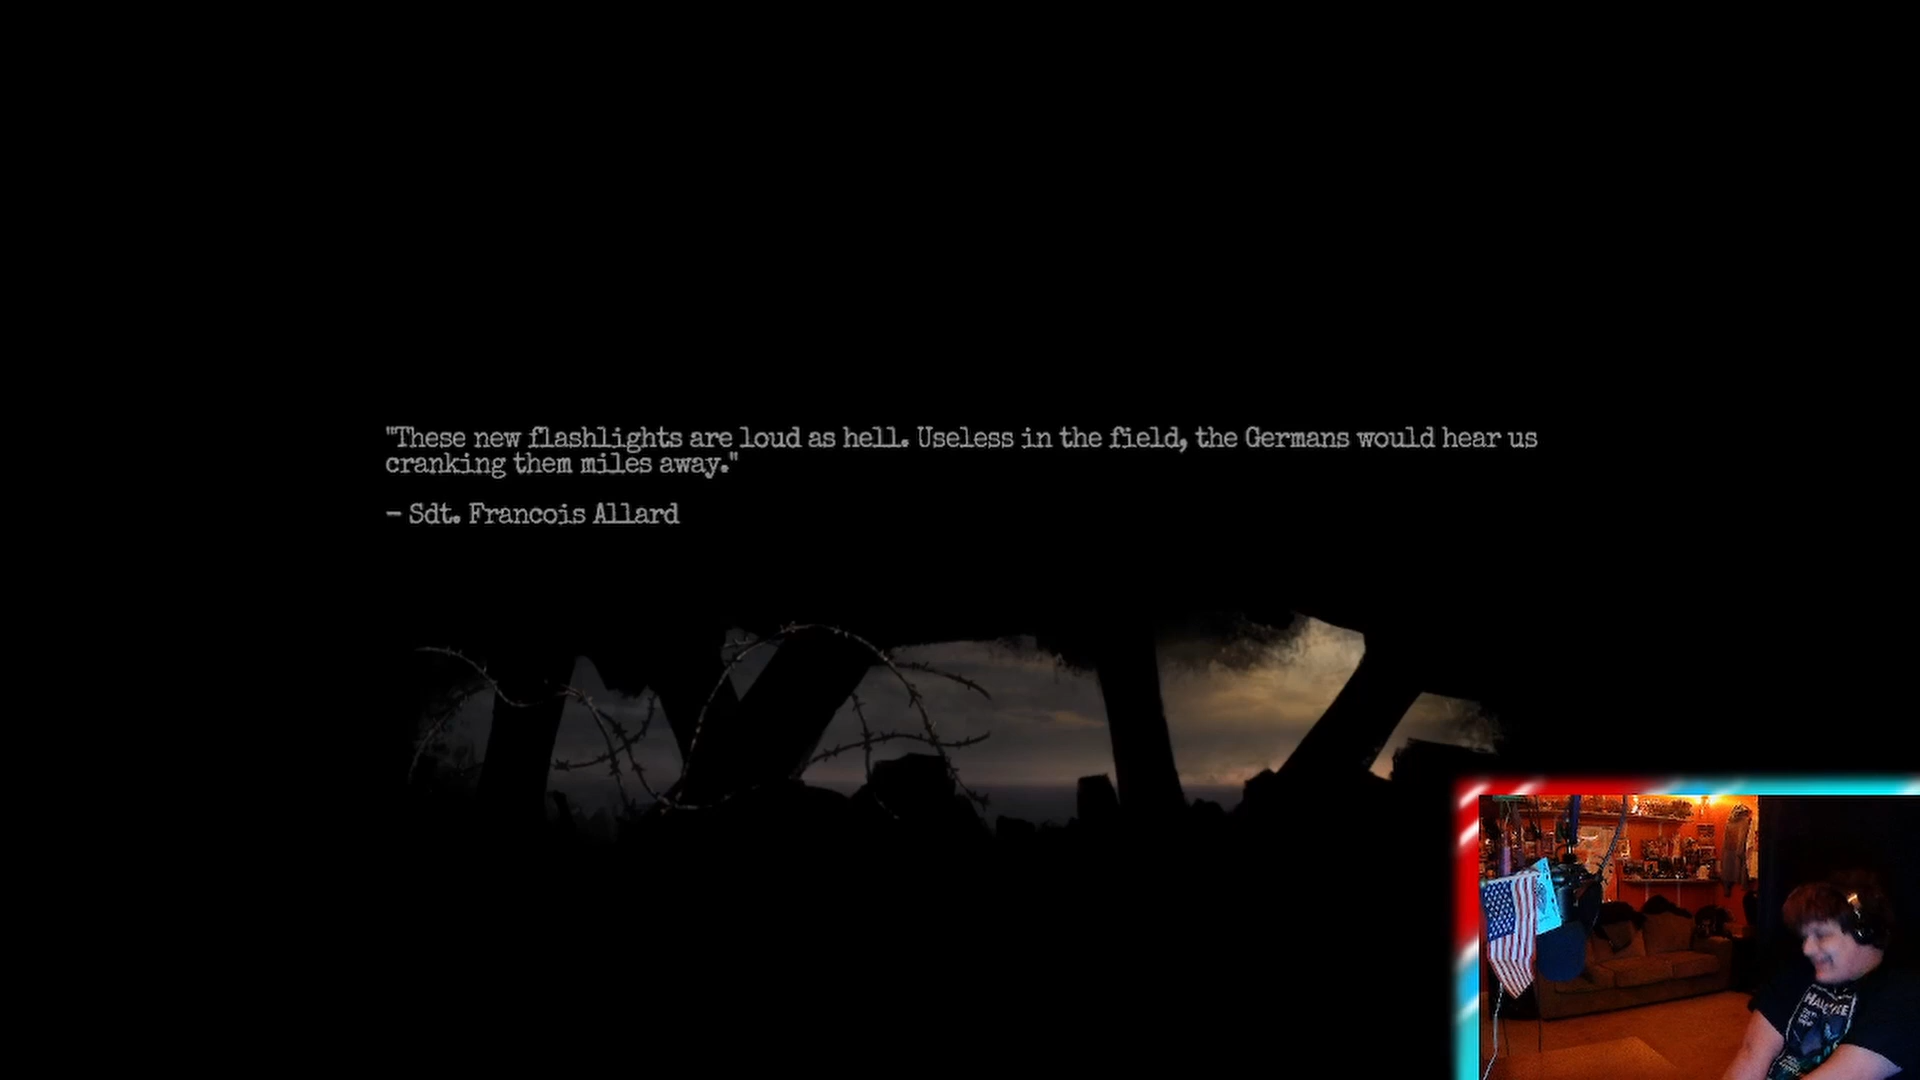 "These new flashlights are loud as hell. Useless in the field, the Germans would hear us
cranking them miles away."
- Sdt. Francois Allard